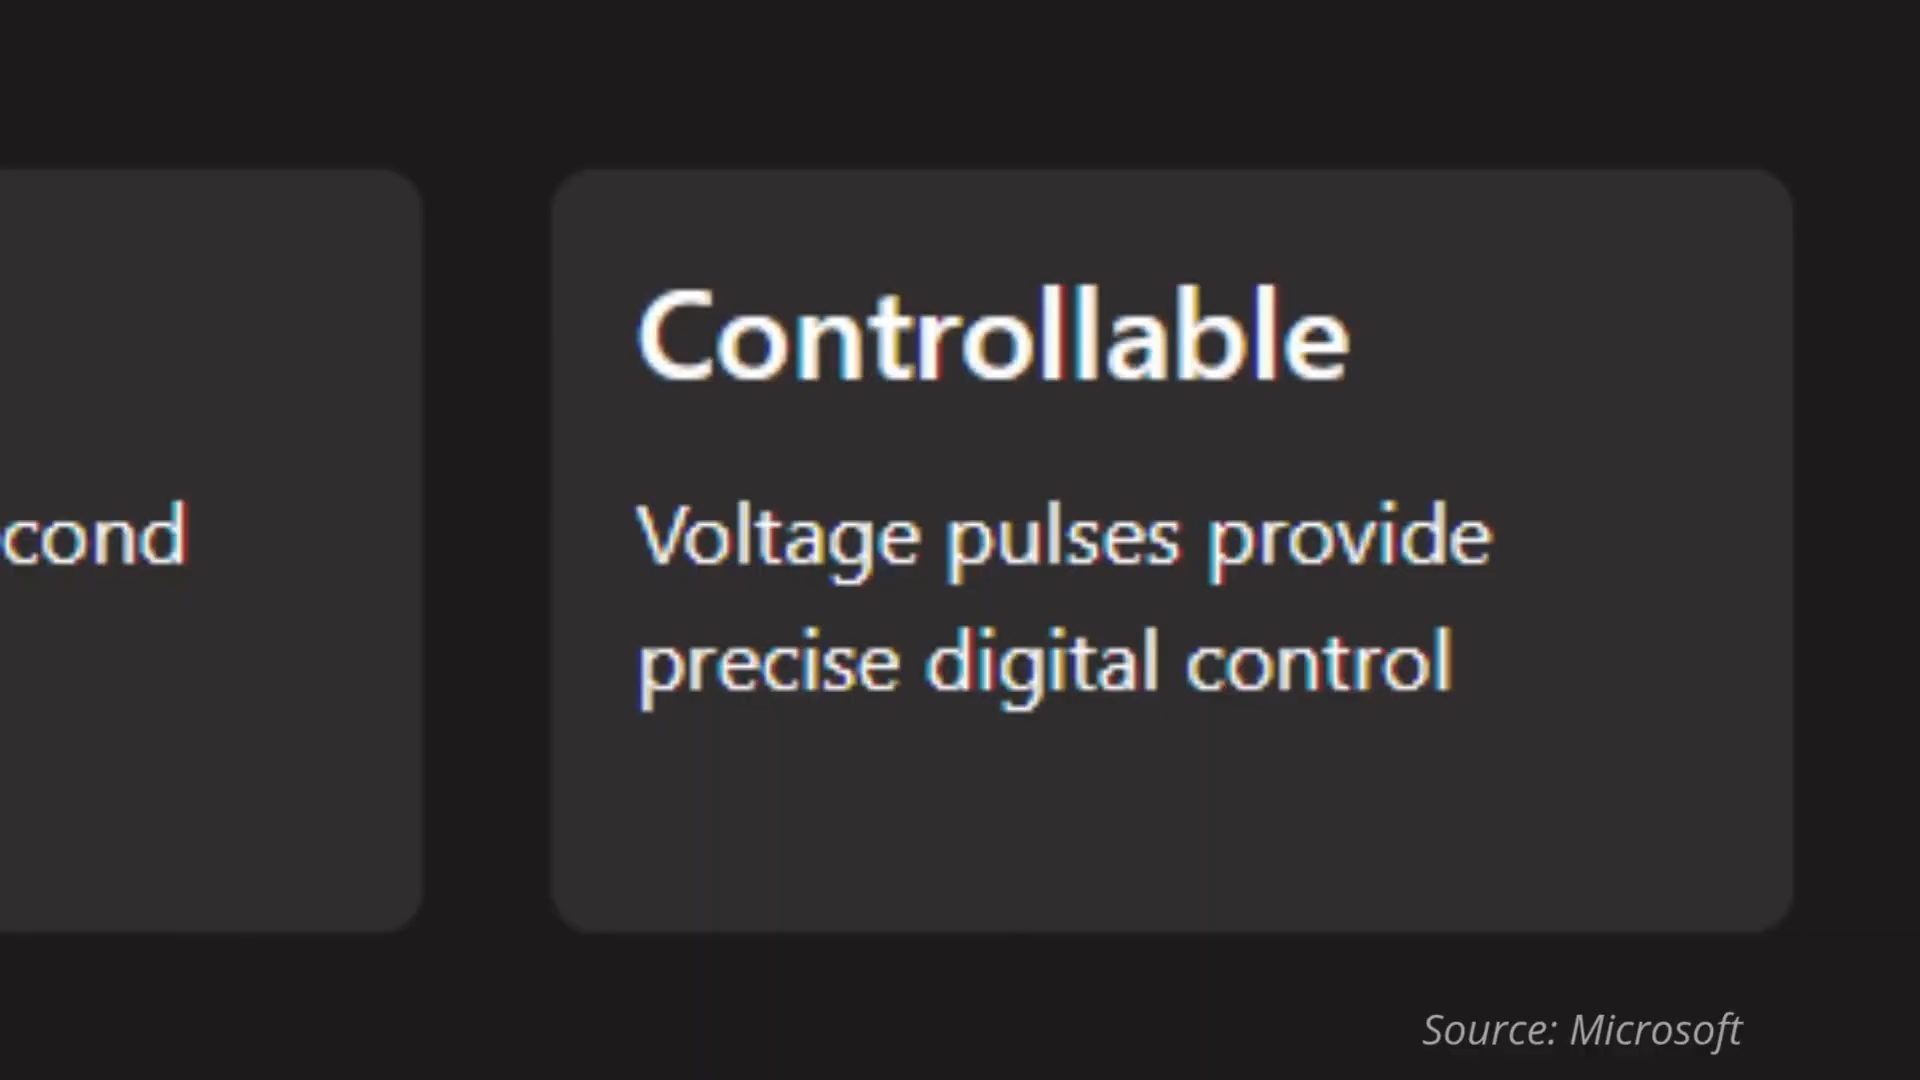 cond
Controllable
Voltage pulses provide
precise digital control
Source: Microsoft